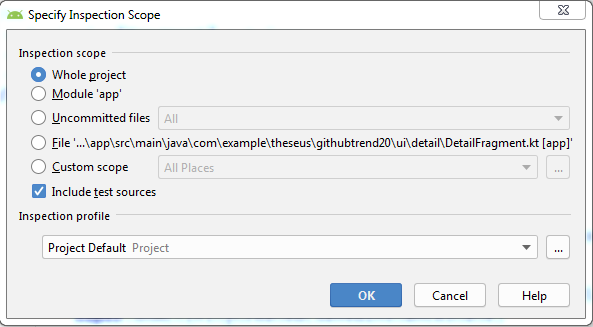 Specify Inspection Scope
Inspection scope
Whole project
Module 'app'
Uncommitted files All
File '...\app\src\main\java\com\example\theseus\githubtrend20\ui\detail\DetailFragment.kt [app]'
Custom scope All Places ...
Include test sources
Inspection profile
Project Default Project ...
OK Cancel Help